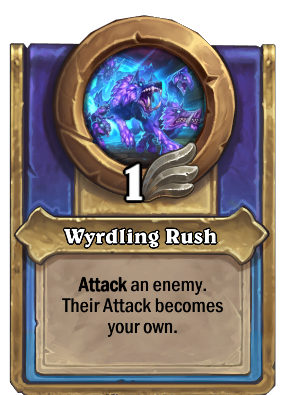 1
Wyrdling Rush
Attack an enemy.
Their Attack becomes
your own.